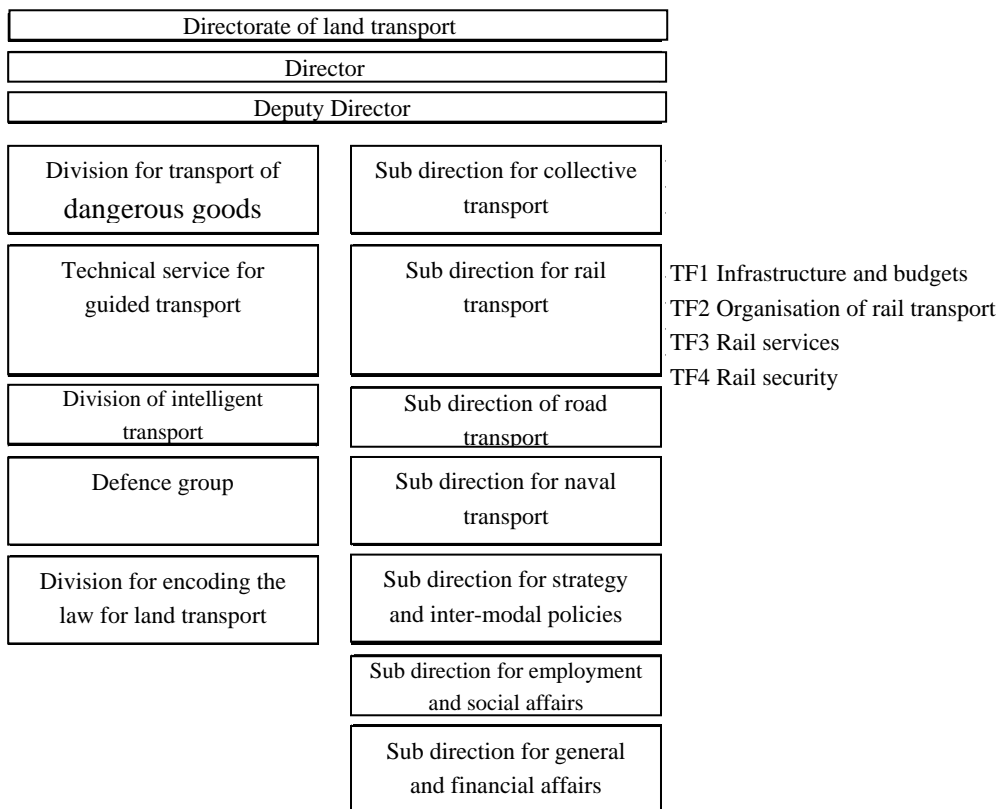 Directorate of land transport
Director
Deputy Director
Division for transport of
dangerous goods
Sub direction for collective
transport
Technical service for
guided transport
Sub direction for rail
transport
TF1 Infrastructure and budgets
TF2 Organisation of rail transport
TF3 Rail services
TF4 Rail security
Division of intelligent
transport
Sub direction of road
transport
Defence group
Sub direction for naval
transport
Division for encoding the
law for land transport
Sub direction for strategy
and inter-modal policies
Sub direction for employment
and social affairs
Sub direction for general
and financial affairs